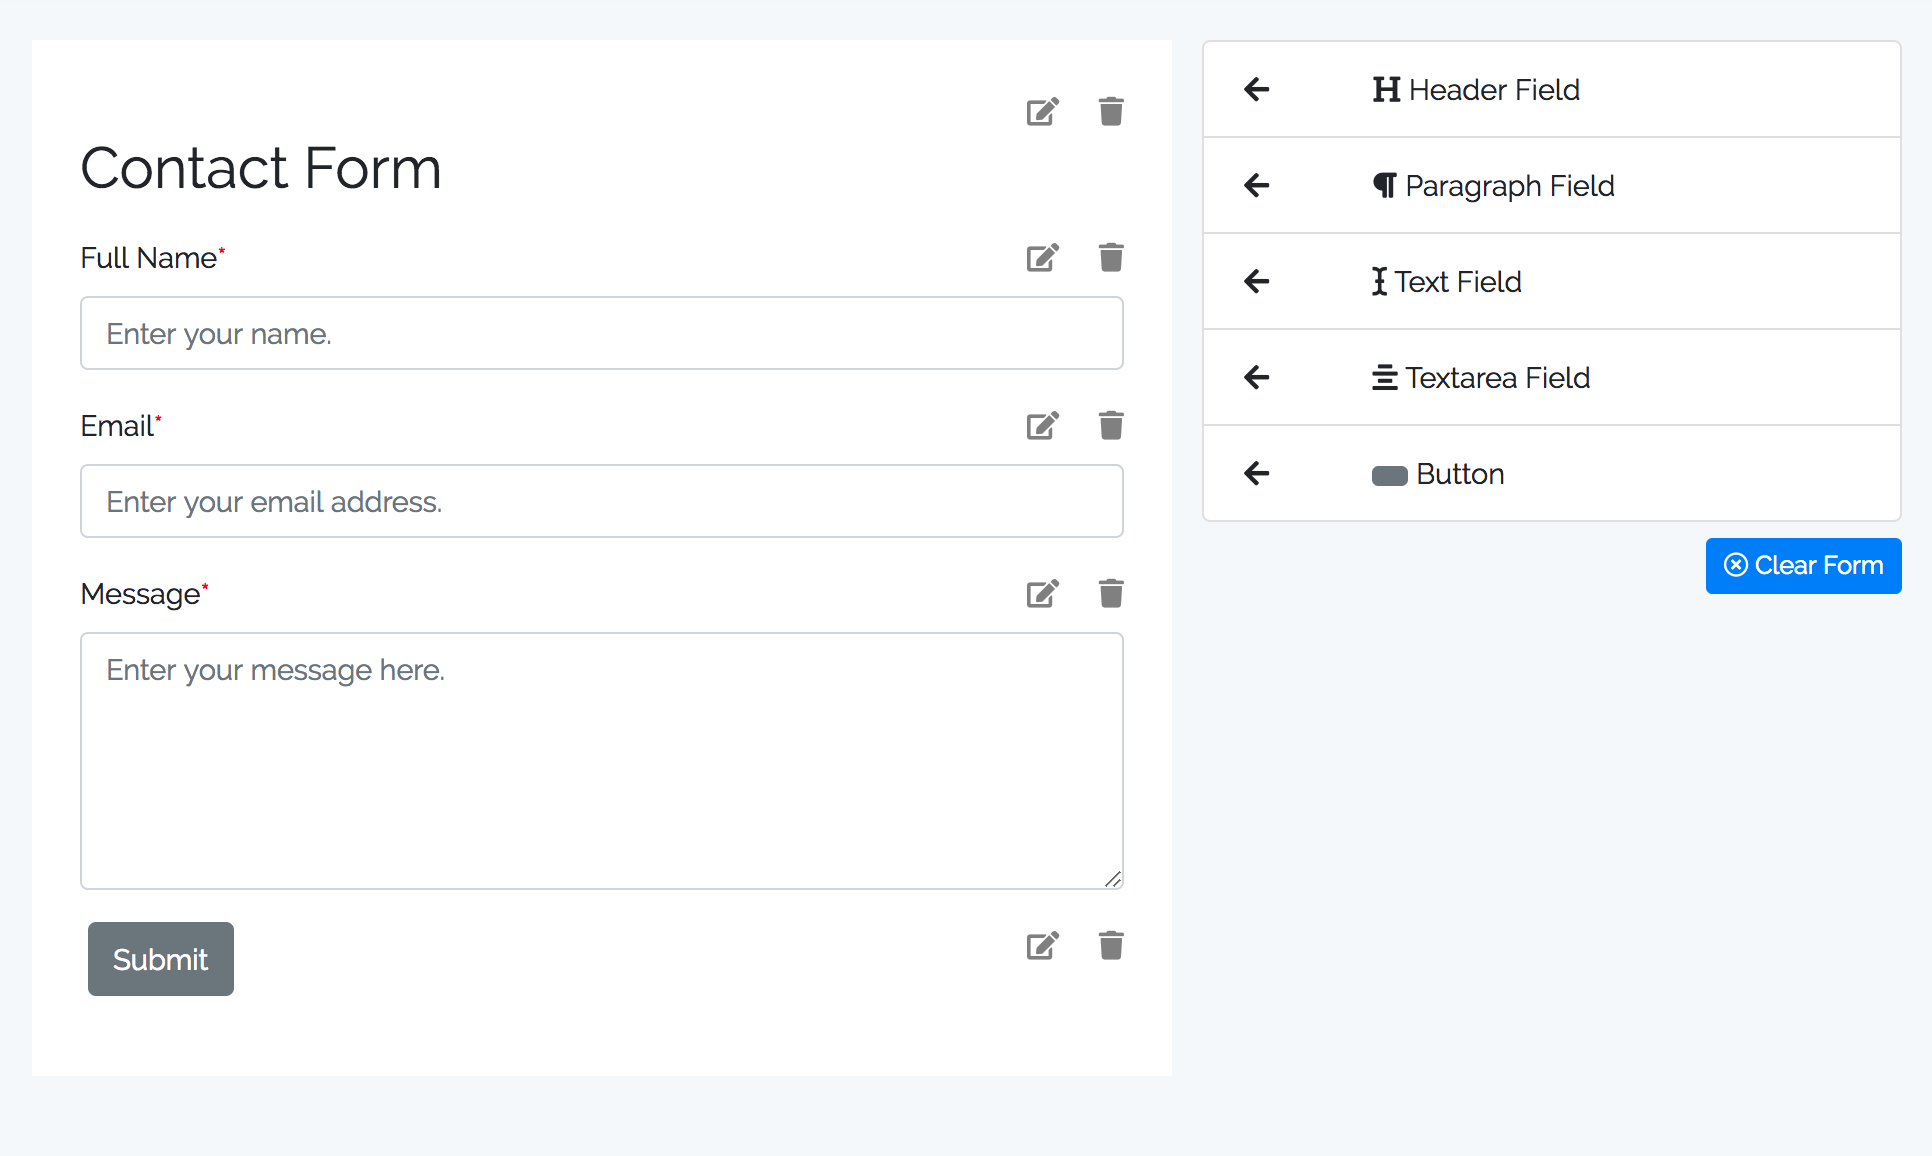 Contact Form
Full Name*
Enter your name.
Email*
Enter your email address.
Message*
Enter your message here.
Submit
Header Field
Paragraph Field
Text Field
Textarea Field
Button
Clear Form